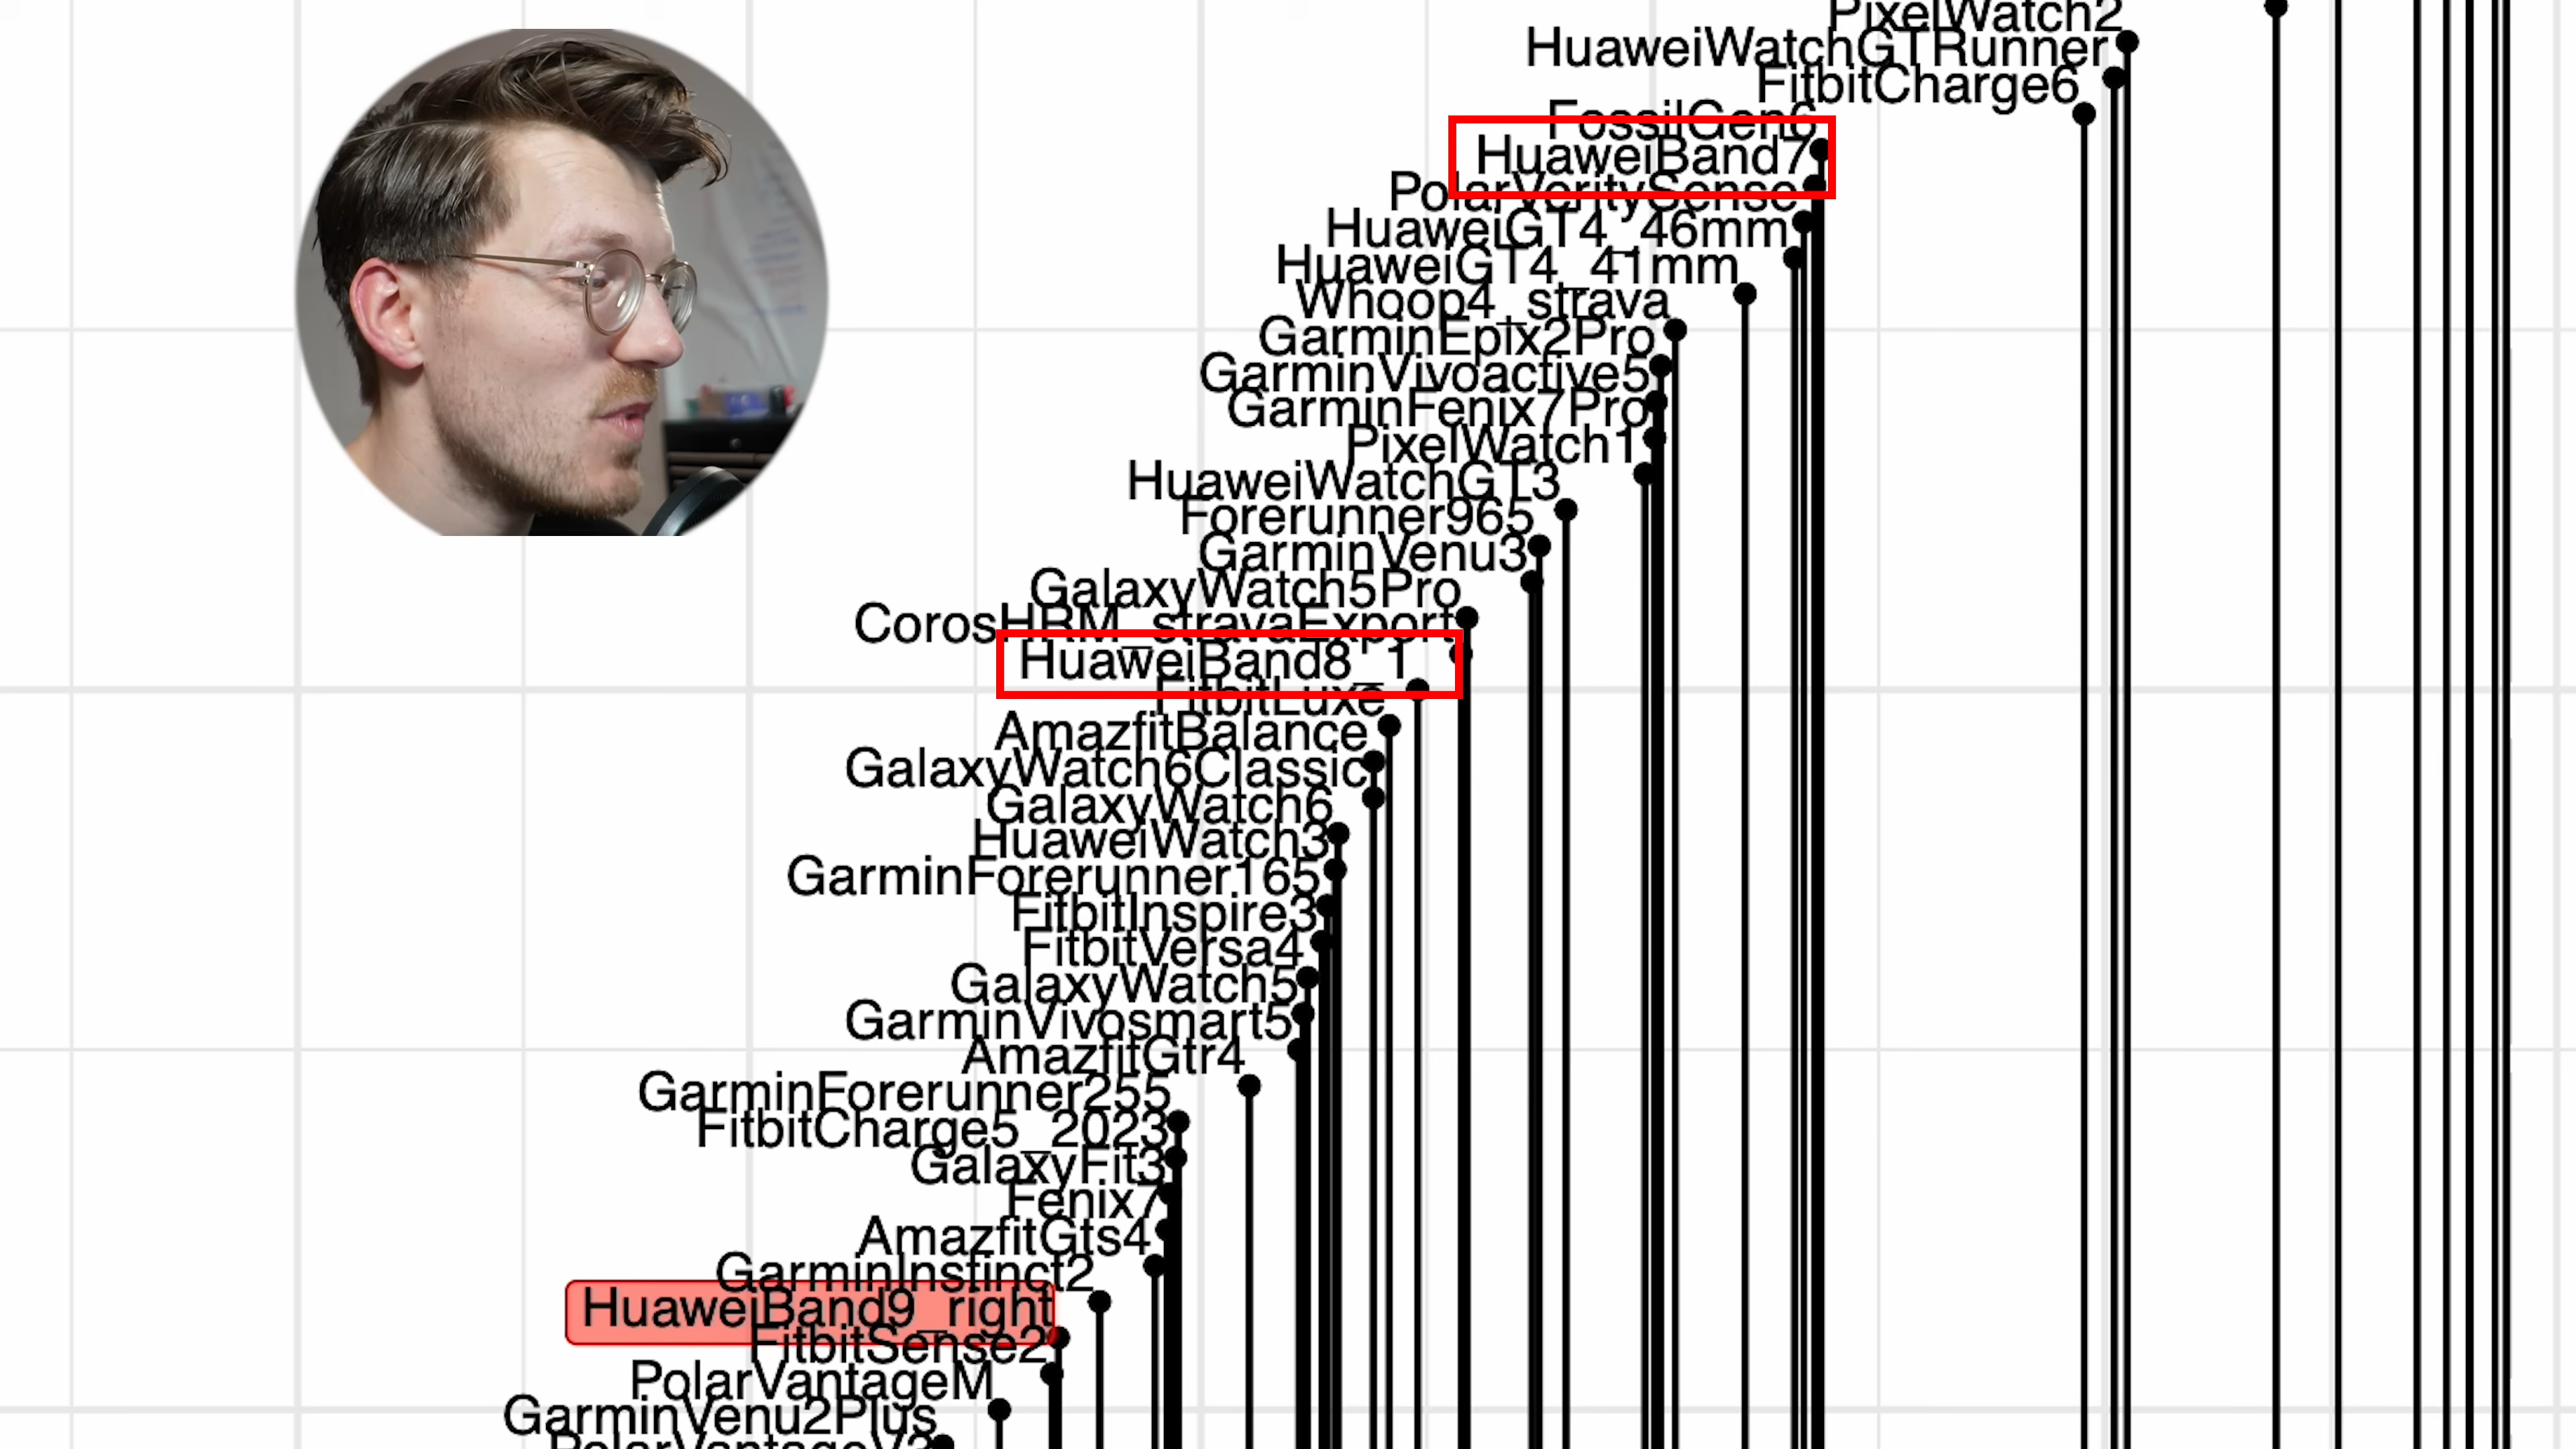 PixelWatch2
HuaweiWatchGTRunner
FitbitCharge6
FossilGen6
HuaweiBand7
PolarVeritySense
HuaweiGT4_46mm
HuaweiGT4_41mm
Whoop4_strava
GarminEpix2Pro
GarminVivoactive5
GarminFenix7Pro
PixelWatch1
HuaweiWatchGT3
Forerunner965
GarminVenu3
GalaxyWatch5Pro
CorosHRM_stravaExport
HuaweiBand8_1
FitbitLuxe
AmazfitBalance
GalaxyWatch6Classic
GalaxyWatch6
HuaweiWatch3
GarminForerunner165
FitbitInspire3
FitbitVersa4
GalaxyWatch5
GarminVivosmart5
AmazfitGtr4
GarminForerunner255
FitbitCharge5_2023
GalaxyFit3
Fenix7
AmazfitGts4
GarminInstinct2
HuaweiBand9_right
FitbitSense2
PolarVantageM
GarminVenu2Plus
PolarVantageV3